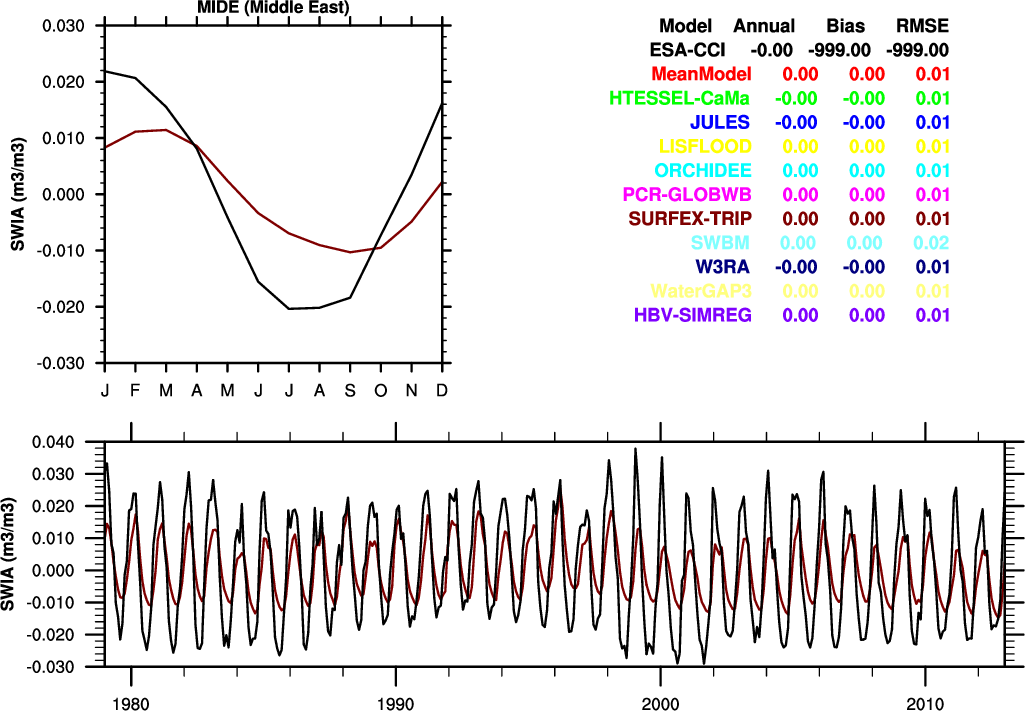 MIDE (Middle East)
0.030
0.020
0.010
0.000
-0.010
-0.020
-0.030
SWIA (m3/m3)
J F M A M J J A S O N D
Model Annual Bias RMSE
ESA-CCI -0.00 -999.00 -999.00
MeanModel 0.00 0.00 0.01
HTESSEL-CaMa -0.00 -0.00 0.01
JULES -0.00 -0.00 0.01
LISFLOOD 0.00 0.00 0.01
ORCHIDEE 0.00 0.00 0.01
PCR-GLOBWB 0.00 0.00 0.01
SURFEX-TRIP 0.00 0.00 0.01
SWBM 0.00 0.00 0.02
W3RA -0.00 -0.00 0.01
WaterGAP3 0.00 0.00 0.01
HBV-SIMREG 0.00 0.00 0.01
0.040
0.030
0.020
0.010
0.000
-0.010
-0.020
-0.030
SWIA (m3/m3)
1980 1990 2000 2010